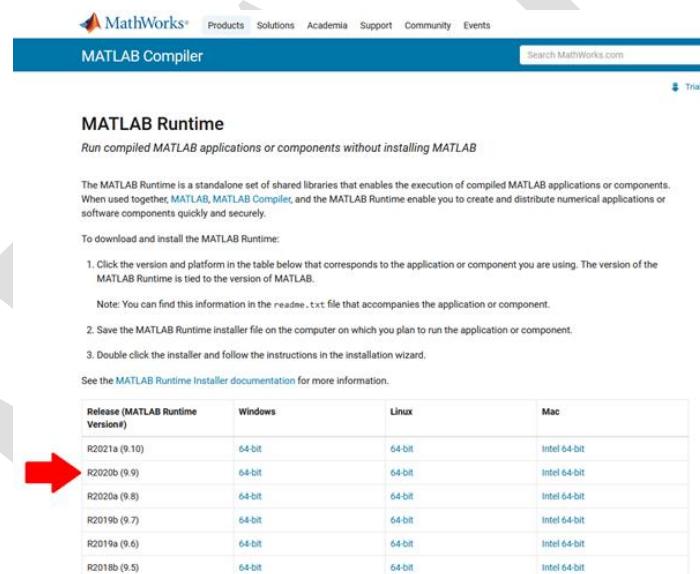 MathWorks® Products Solutions Academia Support Community Events
MATLAB Compiler Search MathWorks.com
Tria
MATLAB Runtime
Run compiled MATLAB applications or components without installing MATLAB
The MATLAB Runtime is a standalone set of shared libraries that enables the execution of compiled MATLAB applications or components.
When used together, MATLAB, MATLAB Compiler, and the MATLAB Runtime enable you to create and distribute numerical applications or
software components quickly and securely.
To download and install the MATLAB Runtime:
1. Click the version and platform in the table below that corresponds to the application or component you are using. The version of the
MATLAB Runtime is tied to the version of MATLAB.
Note: You can find this information in the readme.txt file that accompanies the application or component.
2. Save the MATLAB Runtime installer file on the computer on which you plan to run the application or component.
3. Double click the installer and follow the instructions in the installation wizard.
See the MATLAB Runtime Installer documentation for more information.
Release (MATLAB Runtime Version#) Windows Linux Mac
R2021a (9.10) 64-bit 64-bit Intel 64-bit
R2020b (9.9) 64-bit 64-bit Intel 64-bit
R2020a (9.8) 64-bit 64-bit Intel 64-bit
R2019b (9.7) 64-bit 64-bit Intel 64-bit
R2019a (9.6) 64-bit 64-bit Intel 64-bit
R2018b (9.5) 64-bit 64-bit Intel 64-bit